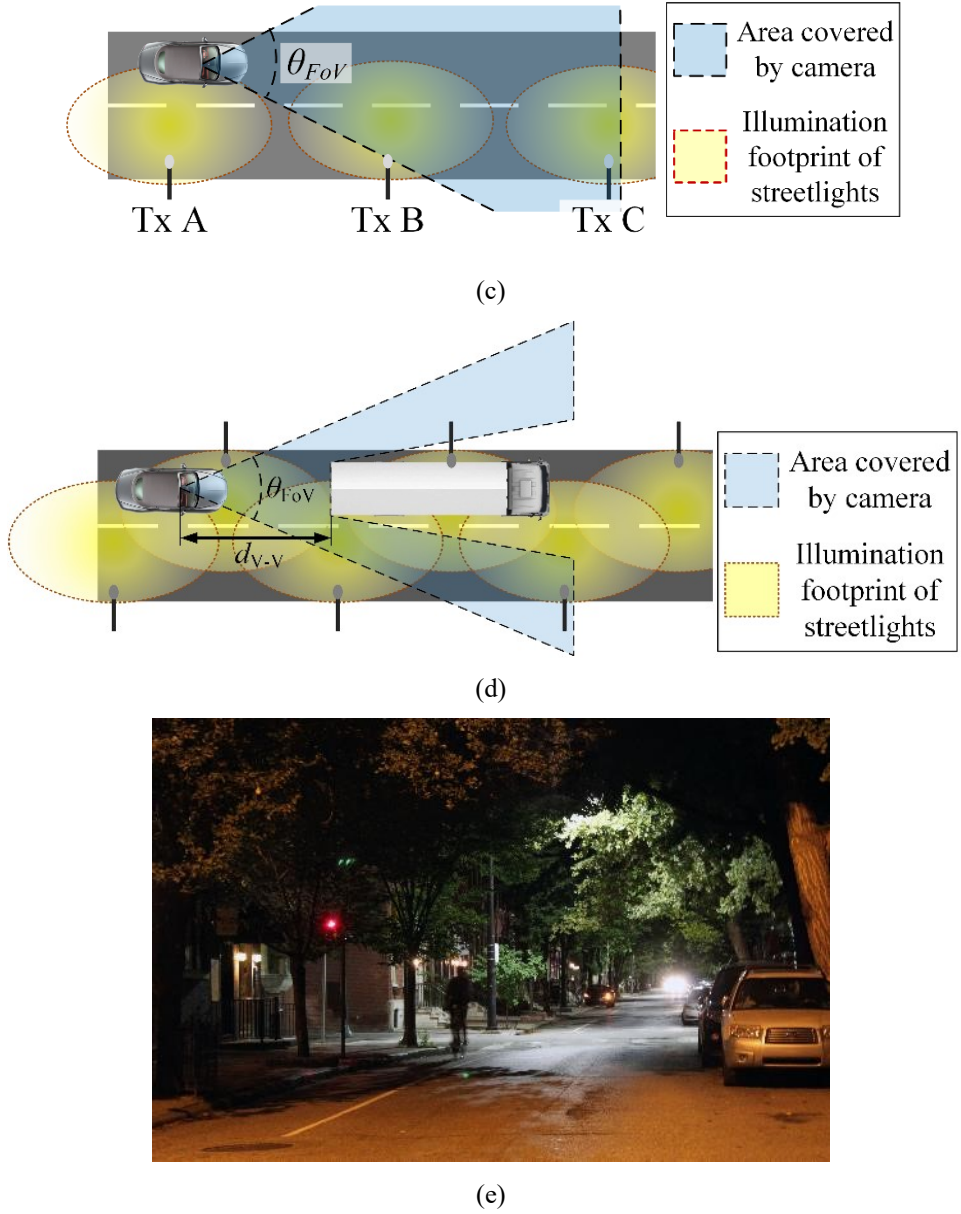 θFoV
Tx A
Tx B
Tx C
Area covered
by camera
Illumination
footprint of
streetlights
(c)
θFoV
dV-V
Area covered
by camera
Illumination
footprint of
streetlights
(d)
(e)